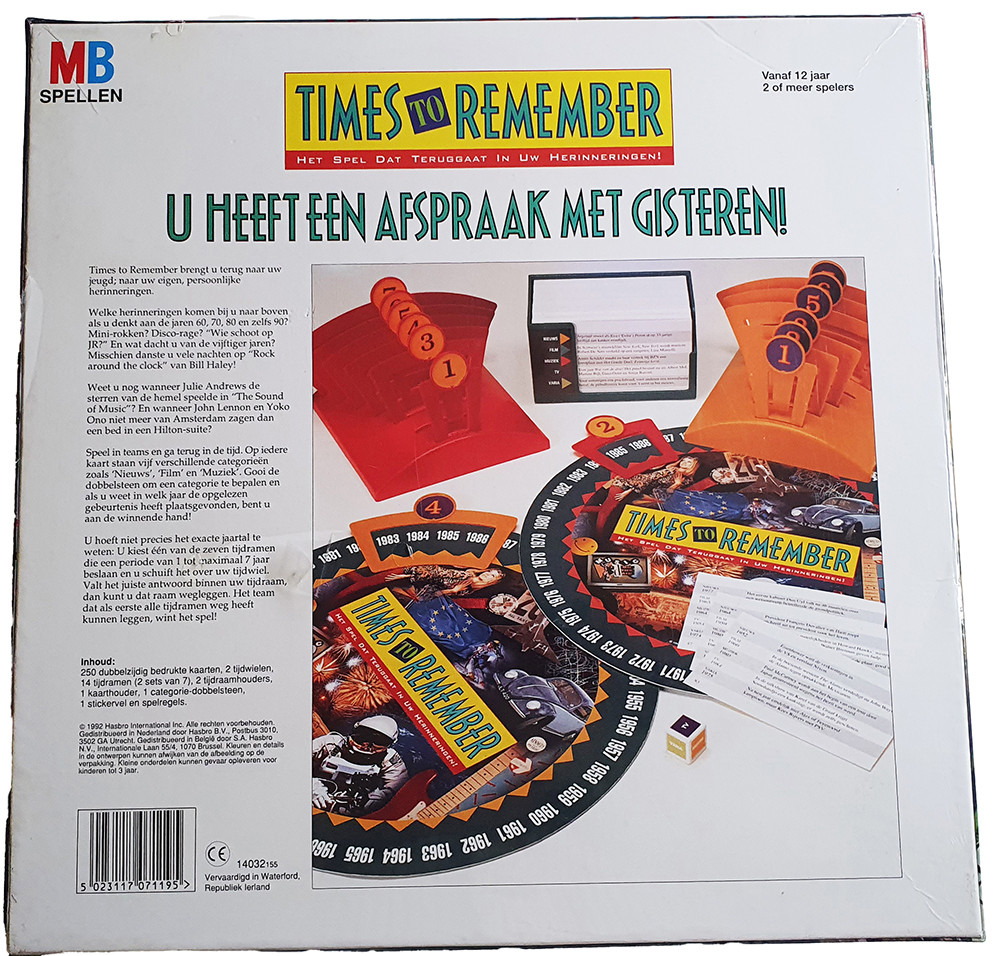 MB
SPELLEN
TIMES TO REMEMBER
HET SPEL DAT TERUGGAAT IN UW HERINNERINGEN!
Vanaf 12 jaar
2 of meer spelers
U HEEFT EEN AFSPRAAK MET GISTEREN!
Times to Remember brengt u terug naar uw
jeugd; naar uw eigen, persoonlijke
herinneringen.
Welke herinneringen komen bij u naar boven
als u denkt aan de jaren 60, 70, 80 en zelfs 90?
Mini-rokken? Disco-rage? "Wie schoot op
JR?" En wat dacht u van de vijftiger jaren?
Misschien danste u vele nachten op "Rock
around the clock" van Bill Haley!
Weet u nog wanneer Julie Andrews de
sterren van de hemel speelde in "The Sound
of Music"? En wanneer John Lennon en Yoko
Ono niet meer van Amsterdam zagen dan
een bed in een Hilton-suite?
Speel in teams en ga terug in de tijd. Op iedere
kaart staan vijf verschillende categorieën
zoals 'Nieuws', 'Film' en 'Muziek'. Gooi de
dobbelsteen om een categorie te bepalen en
als u weet in welk jaar de opgelezen
gebeurtenis heeft plaatsgevonden, bent u
aan de winnende hand!
U hoeft niet precies het exacte jaartal te
weten: U kiest één van de zeven tijdramen
die een periode van 1 tot maximaal 7 jaar
beslaan en u schuift het over uw tijdwiel.
Valt het juiste antwoord binnen uw tijdraam,
dan kunt u dat raam wegleggen. Het team
dat als eerste alle tijdramen weg heeft
kunnen leggen, wint het spel!
Inhoud:
250 dubbelzijdig bedrukte kaarten, 2 tijdwielen,
14 tijdramen (2 sets van 7), 2 tijdraamhouders,
1 kaarthouder, 1 categorie-dobbelsteen,
1 stickervel en spelregels.
© 1992 Hasbro International Inc. Alle rechten voorbehouden.
Gedistribueerd in Nederland door Hasbro B.V., Postbus 3010,
3502 GA Utrecht. Gedistribueerd in België door S.A. Hasbro
N.V., Internationale Laan 55/4, 1070 Brussel. Kleuren en details
in de ontwerpen kunnen afwijken van de afbeelding op de
verpakking. Kleine onderdelen kunnen gevaar opleveren voor
kinderen tot 3 jaar.
5 023117 071195 >
CE
14032155
Vervaardigd in Waterford,
Republiek Ierland
3
1
5
1
NIEUWS
FILM
MUZIEK
TV
VARIA
2
1985 1986 87
1983 1982 1981 1980 1979 1978 1977 1976 1975 1974 1973 1972 1971
TIMES TO REMEMBER
HET SPEL DAT TERUGGAAT IN UW HERINNERINGEN!
4
1981 1983 1984 1985 1986 87
TIMES TO REMEMBER
HET SPEL DAT TERUGGAAT IN UW HERINNERINGEN!
1955 1956 1957 1958 1959 1960 1961 1962 1963 1964 1965
TV